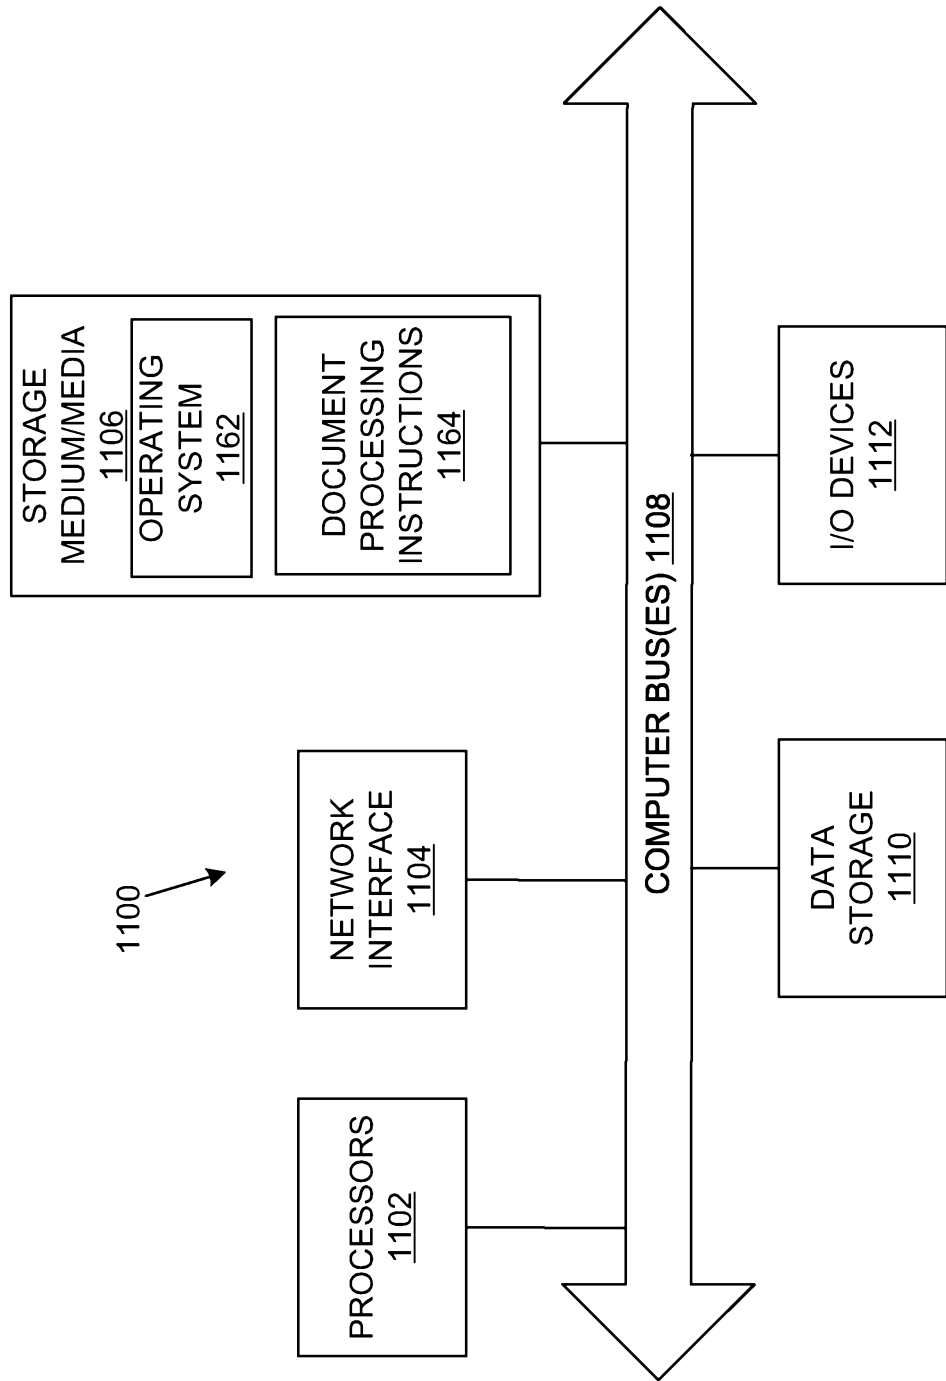 1100
PROCESSORS
1102
NETWORK
INTERFACE
1104
STORAGE
MEDIUM/MEDIA
1106
OPERATING
SYSTEM
1162
DOCUMENT
PROCESSING
INSTRUCTIONS
1164
COMPUTER BUS(ES) 1108
DATA
STORAGE
1110
I/O DEVICES
1112